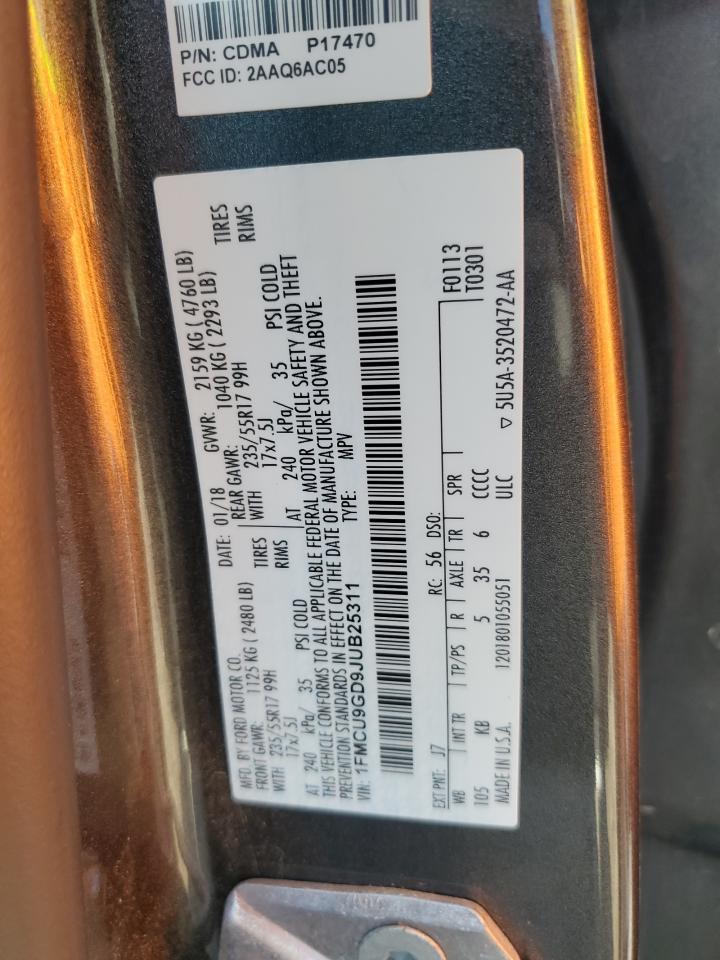 P/N: CDMA P17470
FCC ID: 2AAQ6AC05
MFD. BY FORD MOTOR CO.
DATE: 01/18 GVWR: 2159 KG ( 4760 LB)
FRONT GAWR: 1125 KG ( 2480 LB) REAR GAWR: 1040 KG ( 2293 LB)
WITH 235/55R17 99H TIRES WITH 235/55R17 99H TIRES
17x7.5J RIMS 17x7.5J RIMS
AT 240 kPa/ 35 PSI COLD AT 240 kPa/ 35 PSI COLD
THIS VEHICLE CONFORMS TO ALL APPLICABLE FEDERAL MOTOR VEHICLE SAFETY AND THEFT
PREVENTION STANDARDS IN EFFECT ON THE DATE OF MANUFACTURE SHOWN ABOVE.
VIN: 1FMCU9GD9JUB25311 TYPE: MPV
F0113
T0301
EXT PNT: J7 RC: 56 DSO:
WB INT TR TP/PS R AXLE TR SPR
105 KB 5 35 6 CCCC
MADE IN U.S.A. 1201801055051 ULC
▽ 5U5A-3520472-AA